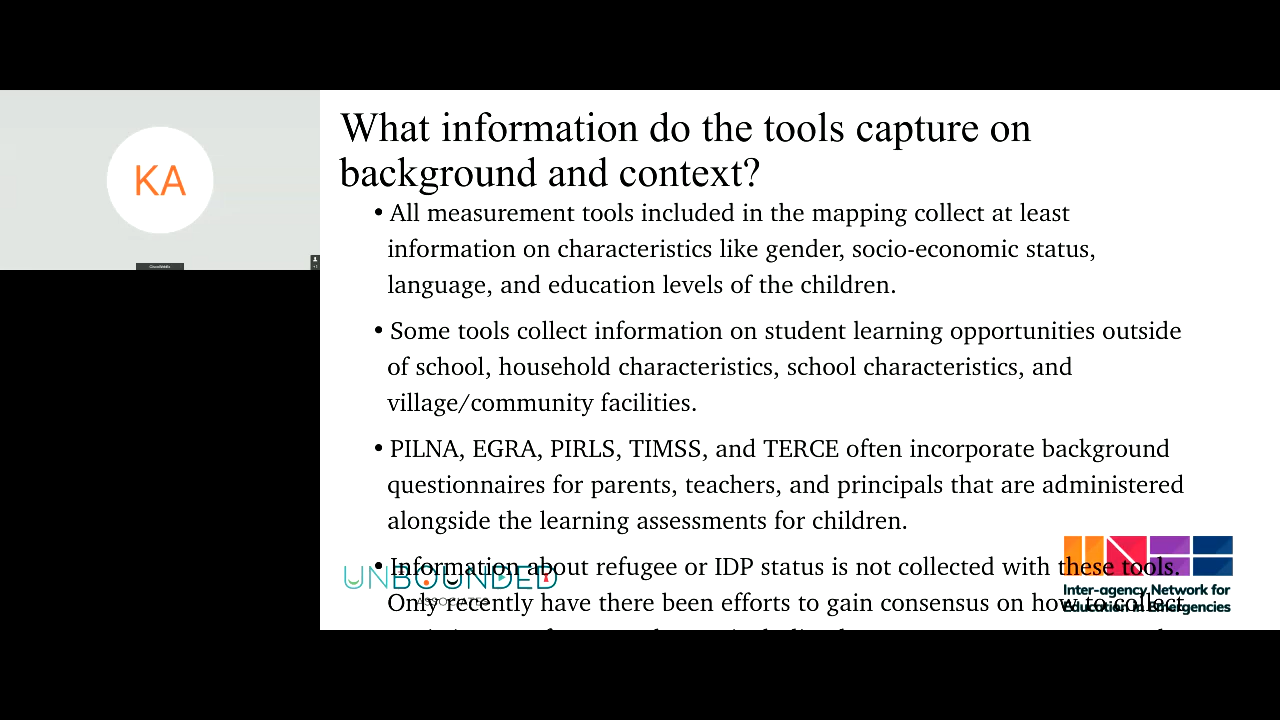 KA
What information do the tools capture on
background and context?
• All measurement tools included in the mapping collect at least
information on characteristics like gender, socio-economic status,
language, and education levels of the children.
• Some tools collect information on student learning opportunities outside
of school, household characteristics, school characteristics, and
village/community facilities.
• PILNA, EGRA, PIRLS, TIMSS, and TERCE often incorporate background
questionnaires for parents, teachers, and principals that are administered
alongside the learning assessments for children.
• Information about refugee or IDP status is not collected with these tools.
Only recently have there been efforts to gain consensus on how to collect
UNBOUNDED
ASSOCIATES
INEE
Inter-agency Network for
Education in Emergencies